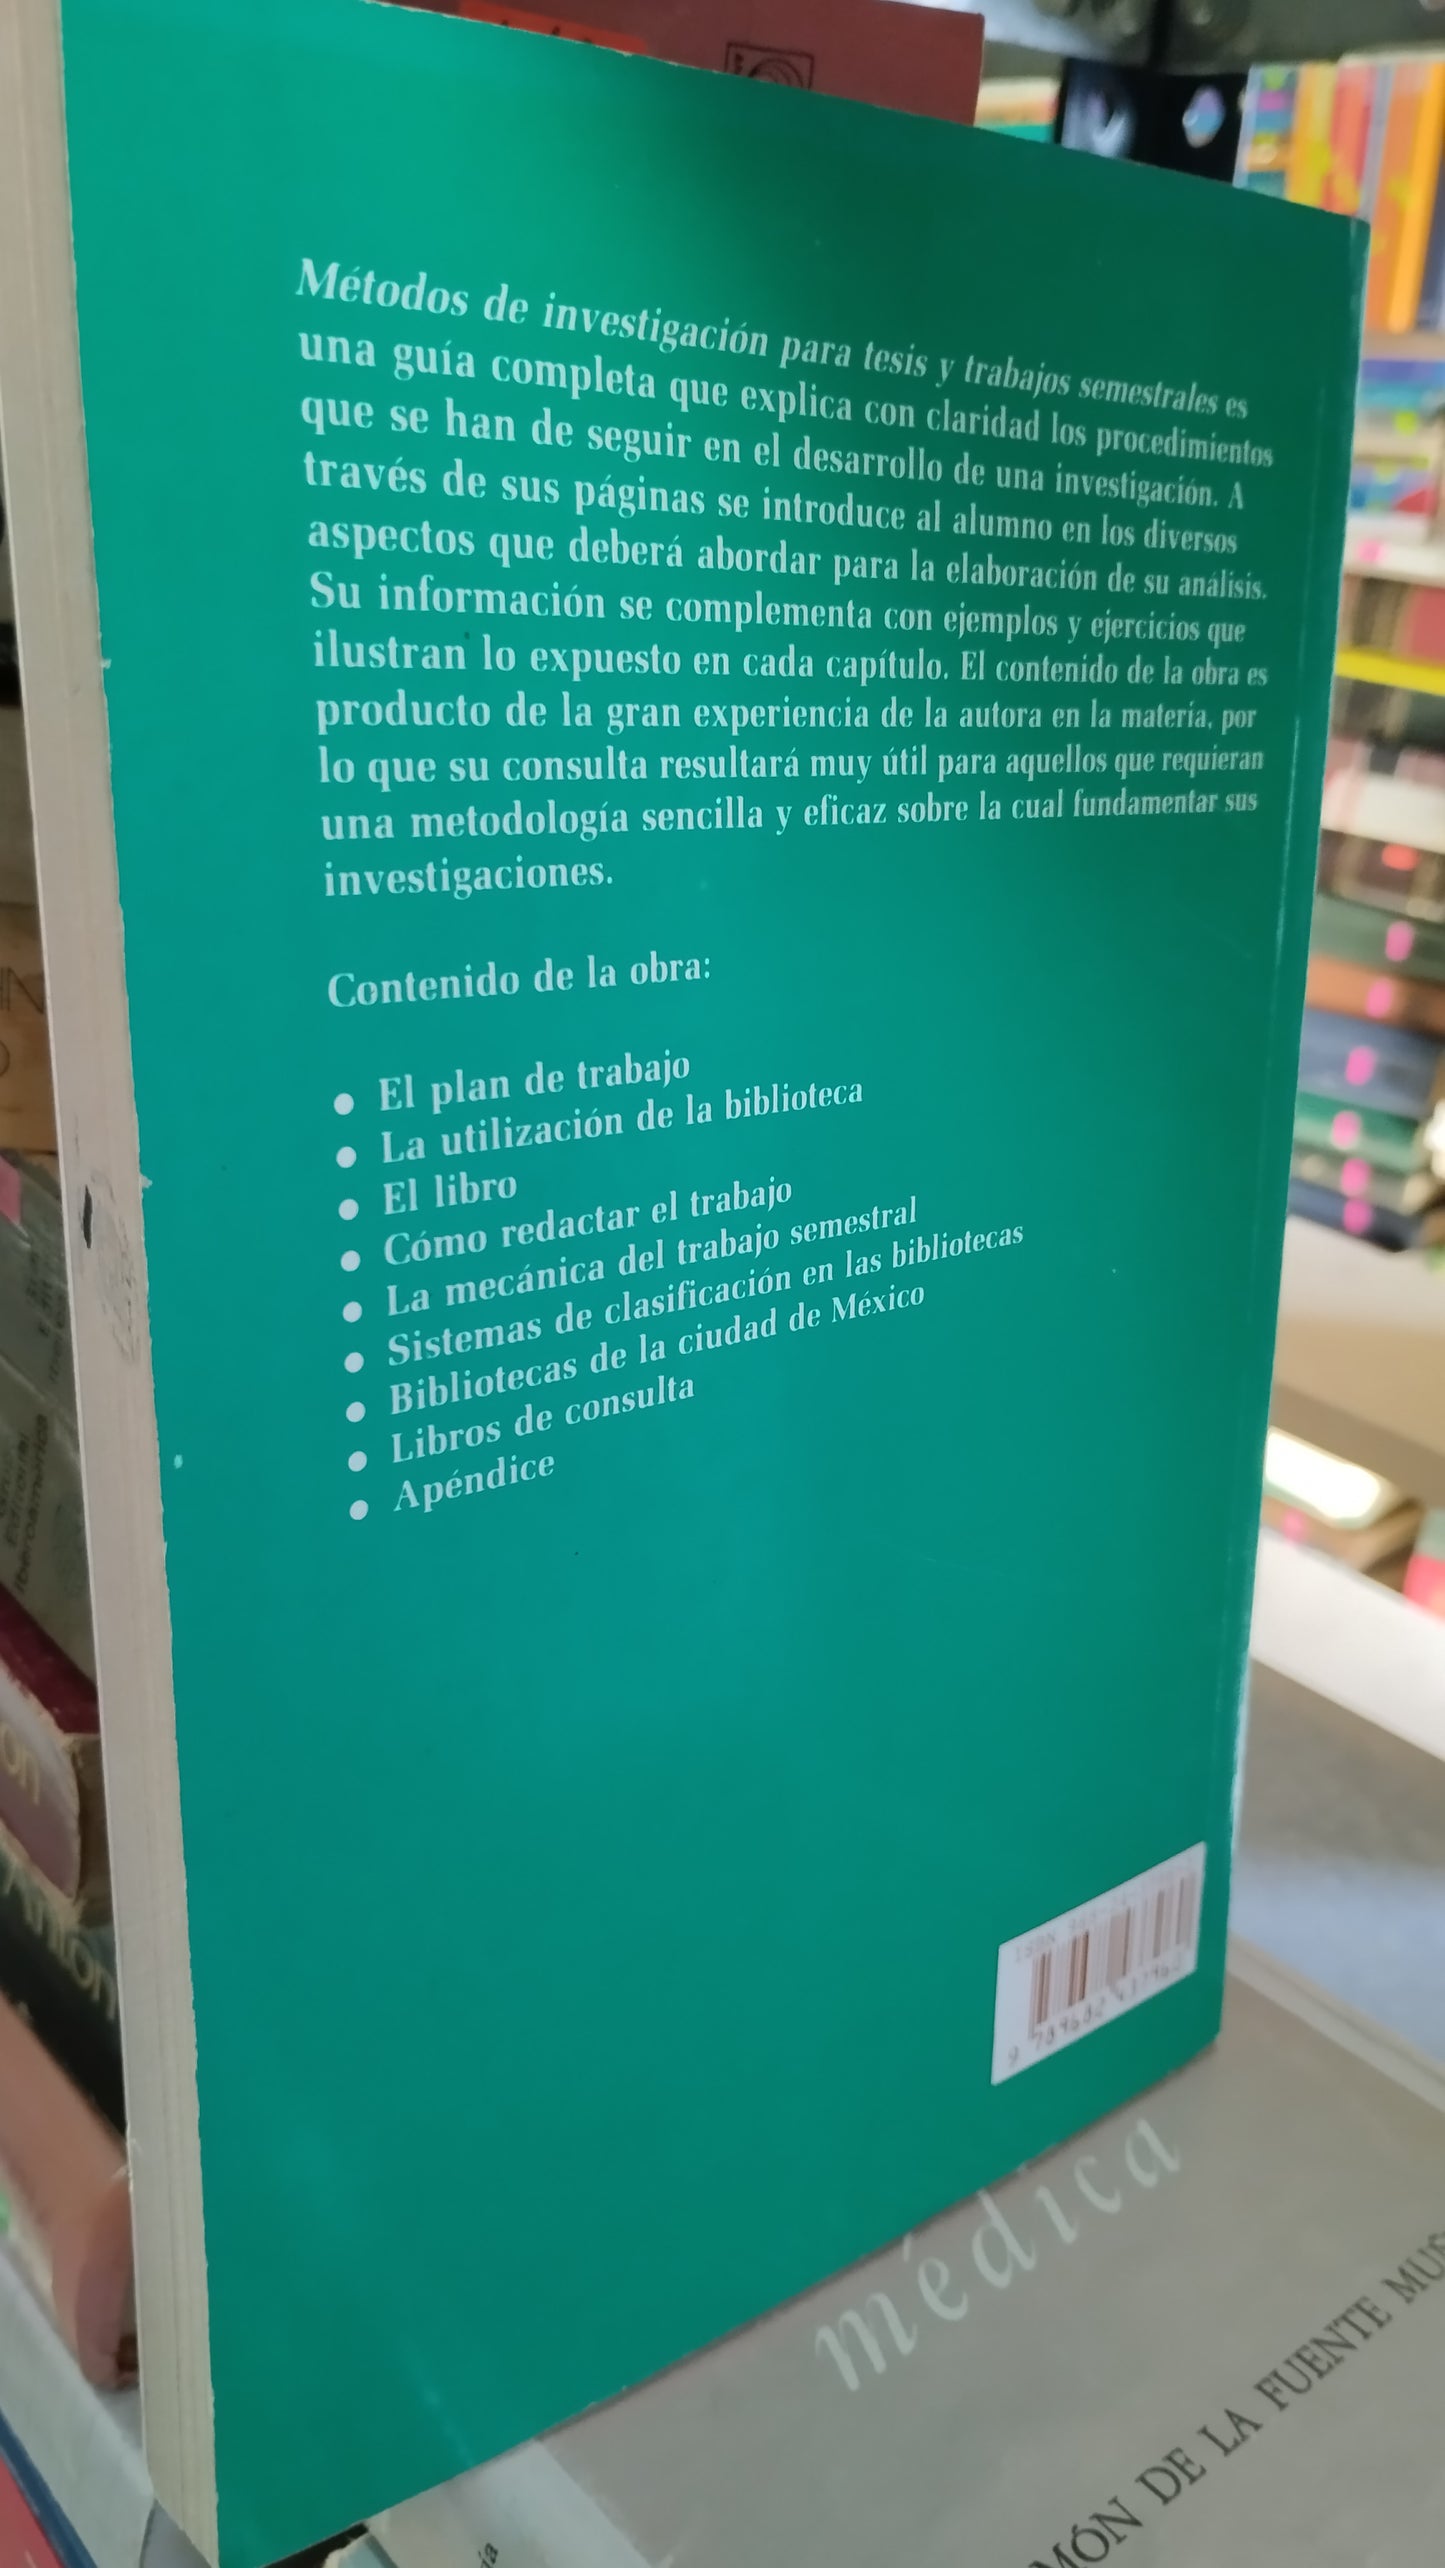 Métodos de investigación para tesis y trabajos semestrales es
una guía completa que explica con claridad los procedimientos
que se han de seguir en el desarrollo de una investigación. A
través de sus páginas se introduce al alumno en los diversos
aspectos que deberá abordar para la elaboración de su análisis.
Su información se complementa con ejemplos y ejercicios que
ilustran lo expuesto en cada capítulo. El contenido de la obra es
producto de la gran experiencia de la autora en la materia, por
lo que su consulta resultará muy útil para aquellos que requieran
una metodología sencilla y eficaz sobre la cual fundamentar sus
investigaciones.
Contenido de la obra:
● El plan de trabajo
● La utilización de la biblioteca
● El libro
● Cómo redactar el trabajo
● La mecánica del trabajo semestral
● Sistemas de clasificación en las bibliotecas
● Bibliotecas de la ciudad de México
● Libros de consulta
● Apéndice
ISBN
9 789682
médica
MÓN DE LA FUENTE MU
Editorial
Iberoamérica